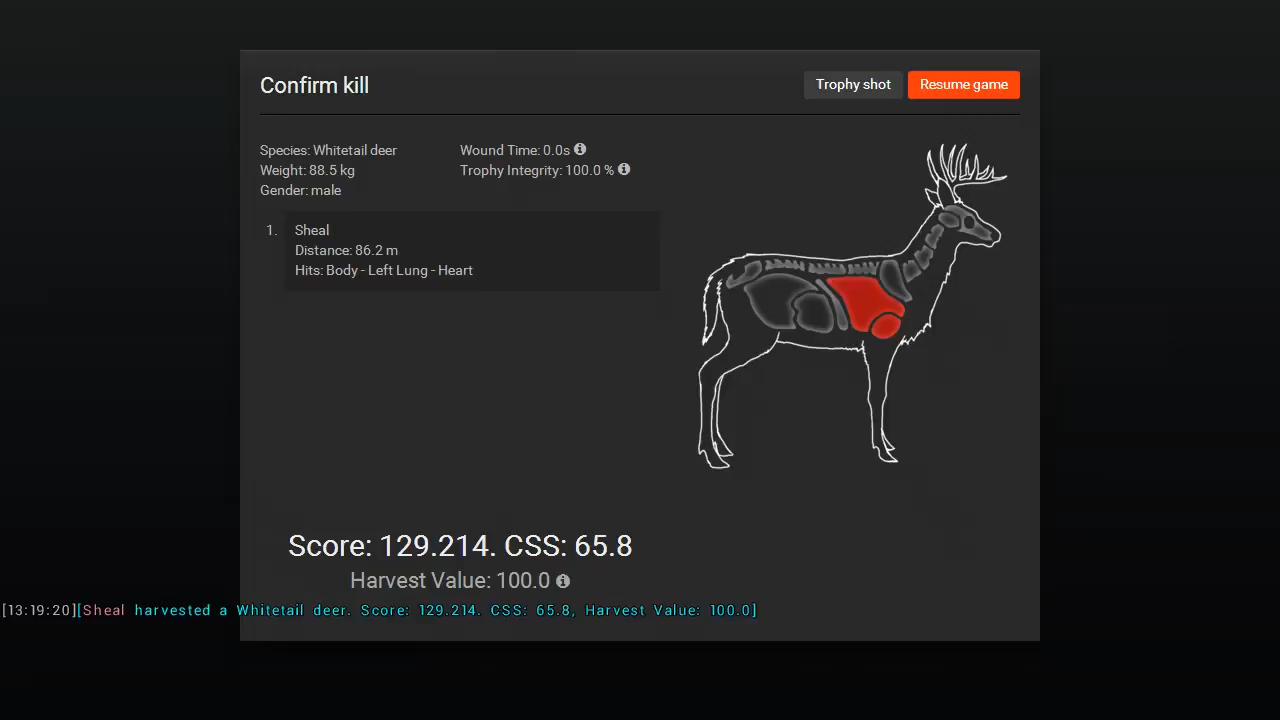 Confirm kill
Trophy shot
Resume game
Species: Whitetail deer
Weight: 88.5 kg
Gender: male
Wound Time: 0.0s
Trophy Integrity: 100.0 %
1.
Sheal
Distance: 86.2 m
Hits: Body - Left Lung - Heart
Score: 129.214. CSS: 65.8
Harvest Value: 100.0
[13:19:20][Sheal harvested a Whitetail deer. Score: 129.214. CSS: 65.8, Harvest Value: 100.0]